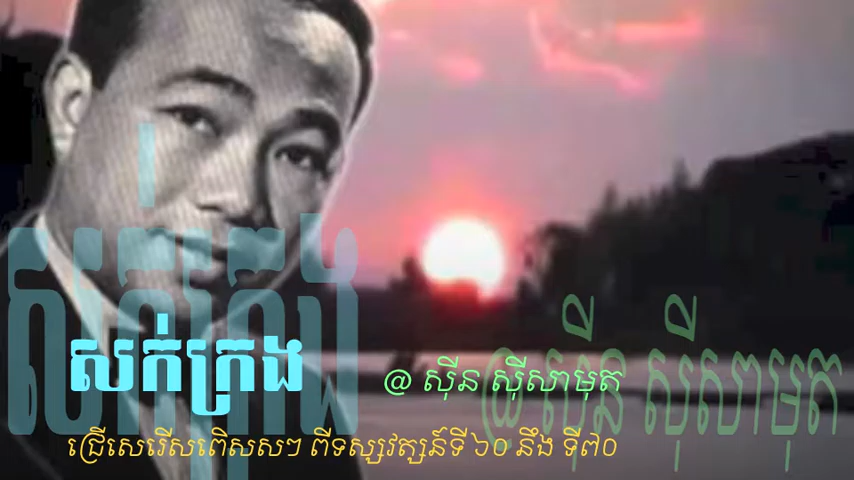 សក់ក្រង
@ ស៊ីន ស៊ីសាមុត
ជ្រើសរើសពិសសៗ ពីទស្សវត្សន៍ទី ៦០ នឹង ទី៧០